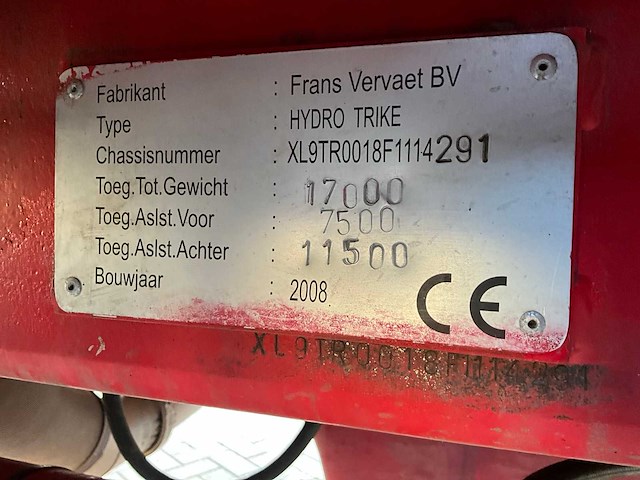 Fabrikant : Frans Vervaet BV
Type : HYDRO TRIKE
Chassisnummer : XL9TR0018F1114291
Toeg.Tot.Gewicht : 17000
Toeg.Aslst.Voor : 7500
Toeg.Aslst.Achter : 11500
Bouwjaar : 2008
CE
XL9TR0018F1114291